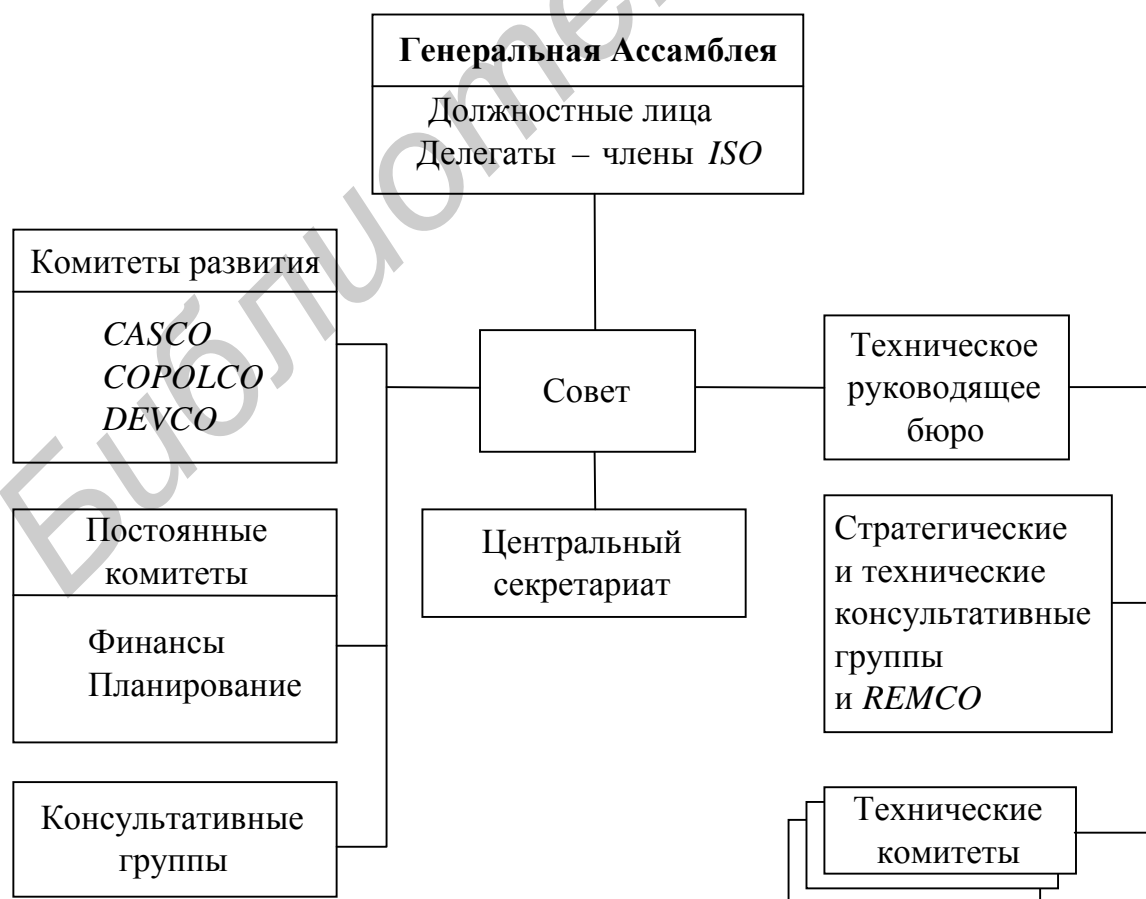 Генеральная Ассамблея
Должностные лица
Делегаты – члены ISO
Комитеты развития
CASCO
COPOLCO
DEVCO
Совет
Техническое
руководящее
бюро
Постоянные
комитеты
Финансы
Планирование
Центральный
секретариат
Стратегические
и технические
консультативные
группы
и REMCO
Консультативные
группы
Технические
комитеты